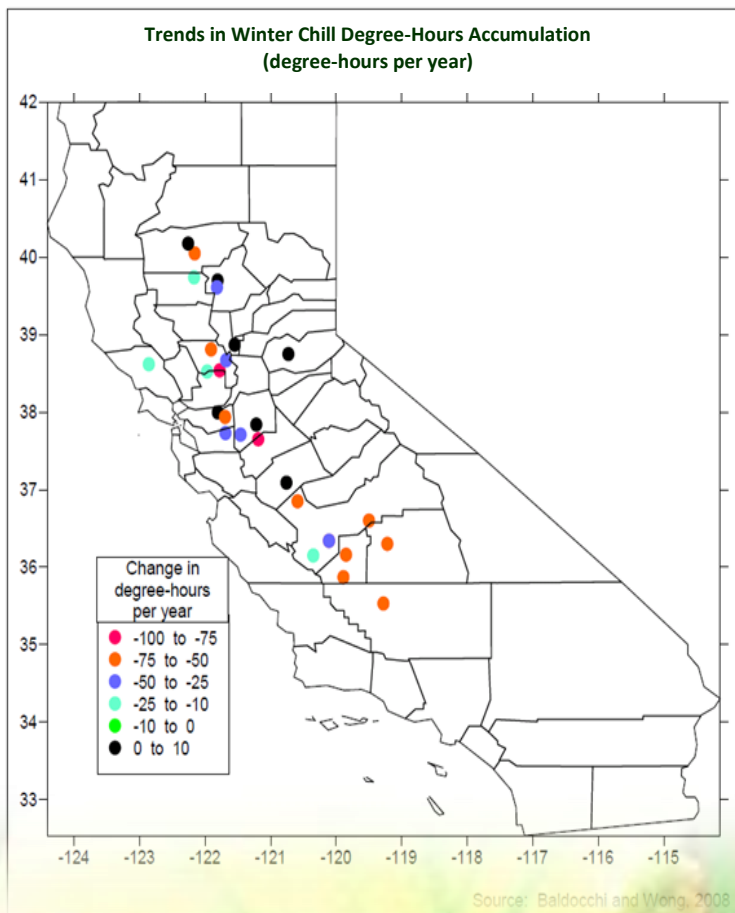 Trends in Winter Chill Degree-Hours Accumulation
(degree-hours per year)
42
41
40
39
38
37
36
35
34
33
Change in
degree-hours
per year
-100 to -75
-75 to -50
-50 to -25
-25 to -10
-10 to 0
0 to 10
-124 -123 -122 -121 -120 -119 -118 -117 -116 -115
Source: Baldocchi and Wong, 2008